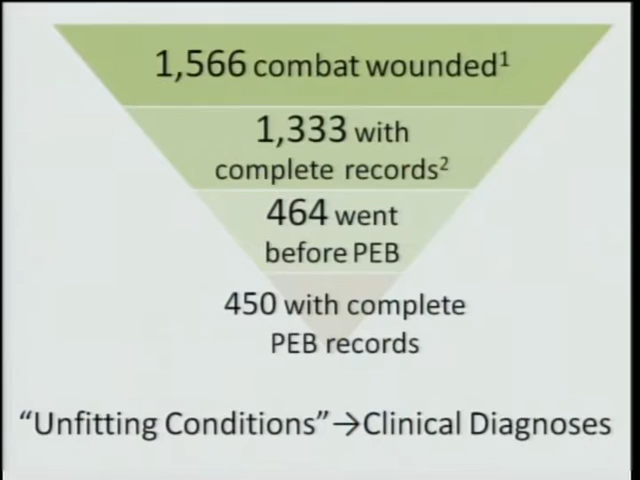 1,566 combat wounded¹
1,333 with
complete records²
464 went
before PEB
450 with complete
PEB records
“Unfitting Conditions”→Clinical Diagnoses